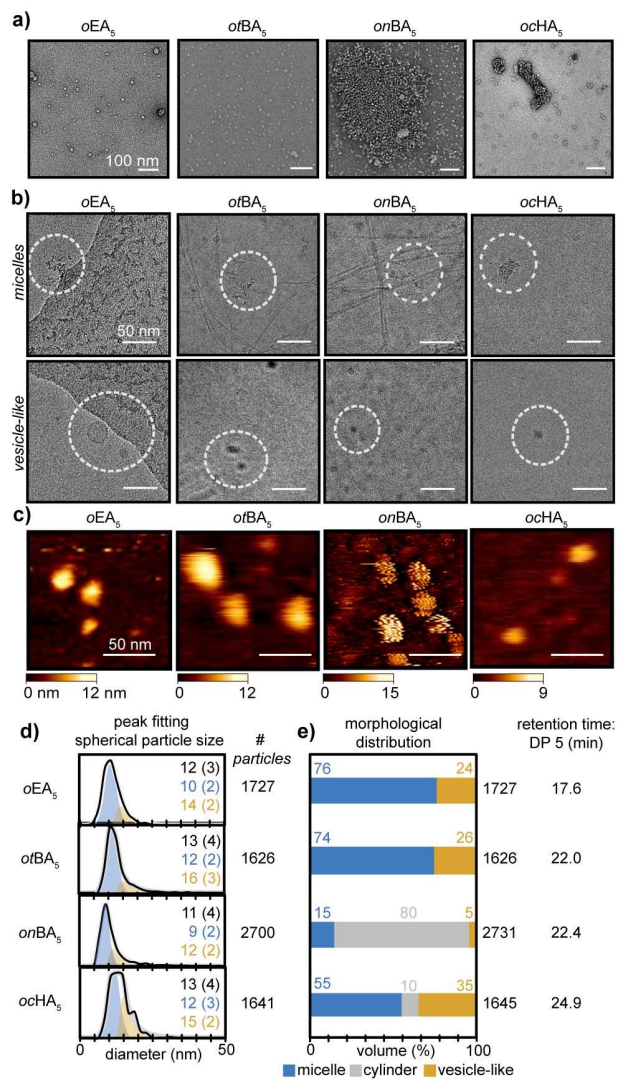 a)
oEA5 otBA5 onBA5 ocHA5
100 nm
b)
oEA5 otBA5 onBA5 ocHA5
micelles
50 nm
vesicle-like
c)
oEA5 otBA5 onBA5 ocHA5
50 nm
0 nm 12 nm 0 12 0 15 0 9
d) peak fitting
spherical particle size
#
particles
e) morphological
distribution
retention time:
DP 5 (min)
oEA5
12 (3)
10 (2)
14 (2)
1727
76 24
1727 17.6
otBA5
13 (4)
12 (2)
16 (3)
1626
74 26
1626 22.0
onBA5
11 (4)
9 (2)
12 (2)
2700
15 80 5
2731 22.4
ocHA5
13 (4)
12 (3)
15 (2)
1641
55 10 35
1645 24.9
0 50
diameter (nm)
0 100
volume (%)
micelle cylinder vesicle-like